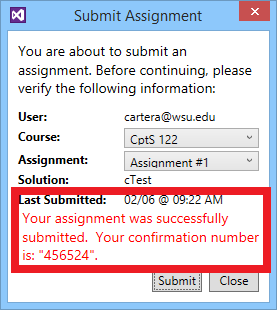 Submit Assignment
You are about to submit an
assignment. Before continuing, please
verify the following information:
User: cartera@wsu.edu
Course: CptS 122
Assignment: Assignment #1
Solution: cTest
Last Submitted: 02/06 @ 09:22 AM
Your assignment was successfully
submitted. Your confirmation number
is: "456524".
Submit Close